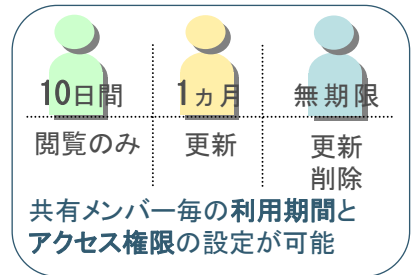 10日間 1ヵ月 無期限
閲覧のみ 更新 更新
削除
共有メンバー毎の利用期間と
アクセス権限の設定が可能